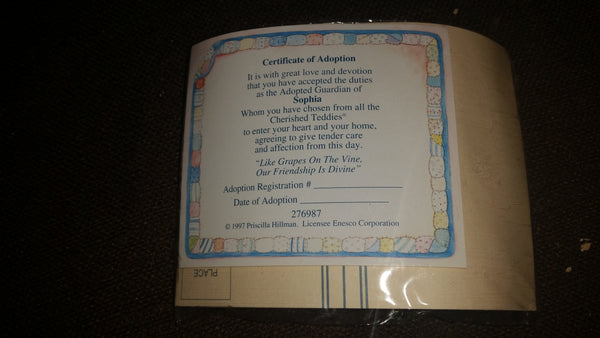 Certificate of Adoption
It is with great love and devotion
that you have accepted the duties
as the Adopted Guardian of
Sophia
Whom you have chosen from all the
Cherished Teddies®
to enter your heart and your home,
agreeing to give tender care
and affection from this day.
"Like Grapes On The Vine,
Our Friendship Is Divine"
Adoption Registration # ____________________
Date of Adoption ____________________
276987
© 1997 Priscilla Hillman. Licensee Enesco Corporation
PLACE